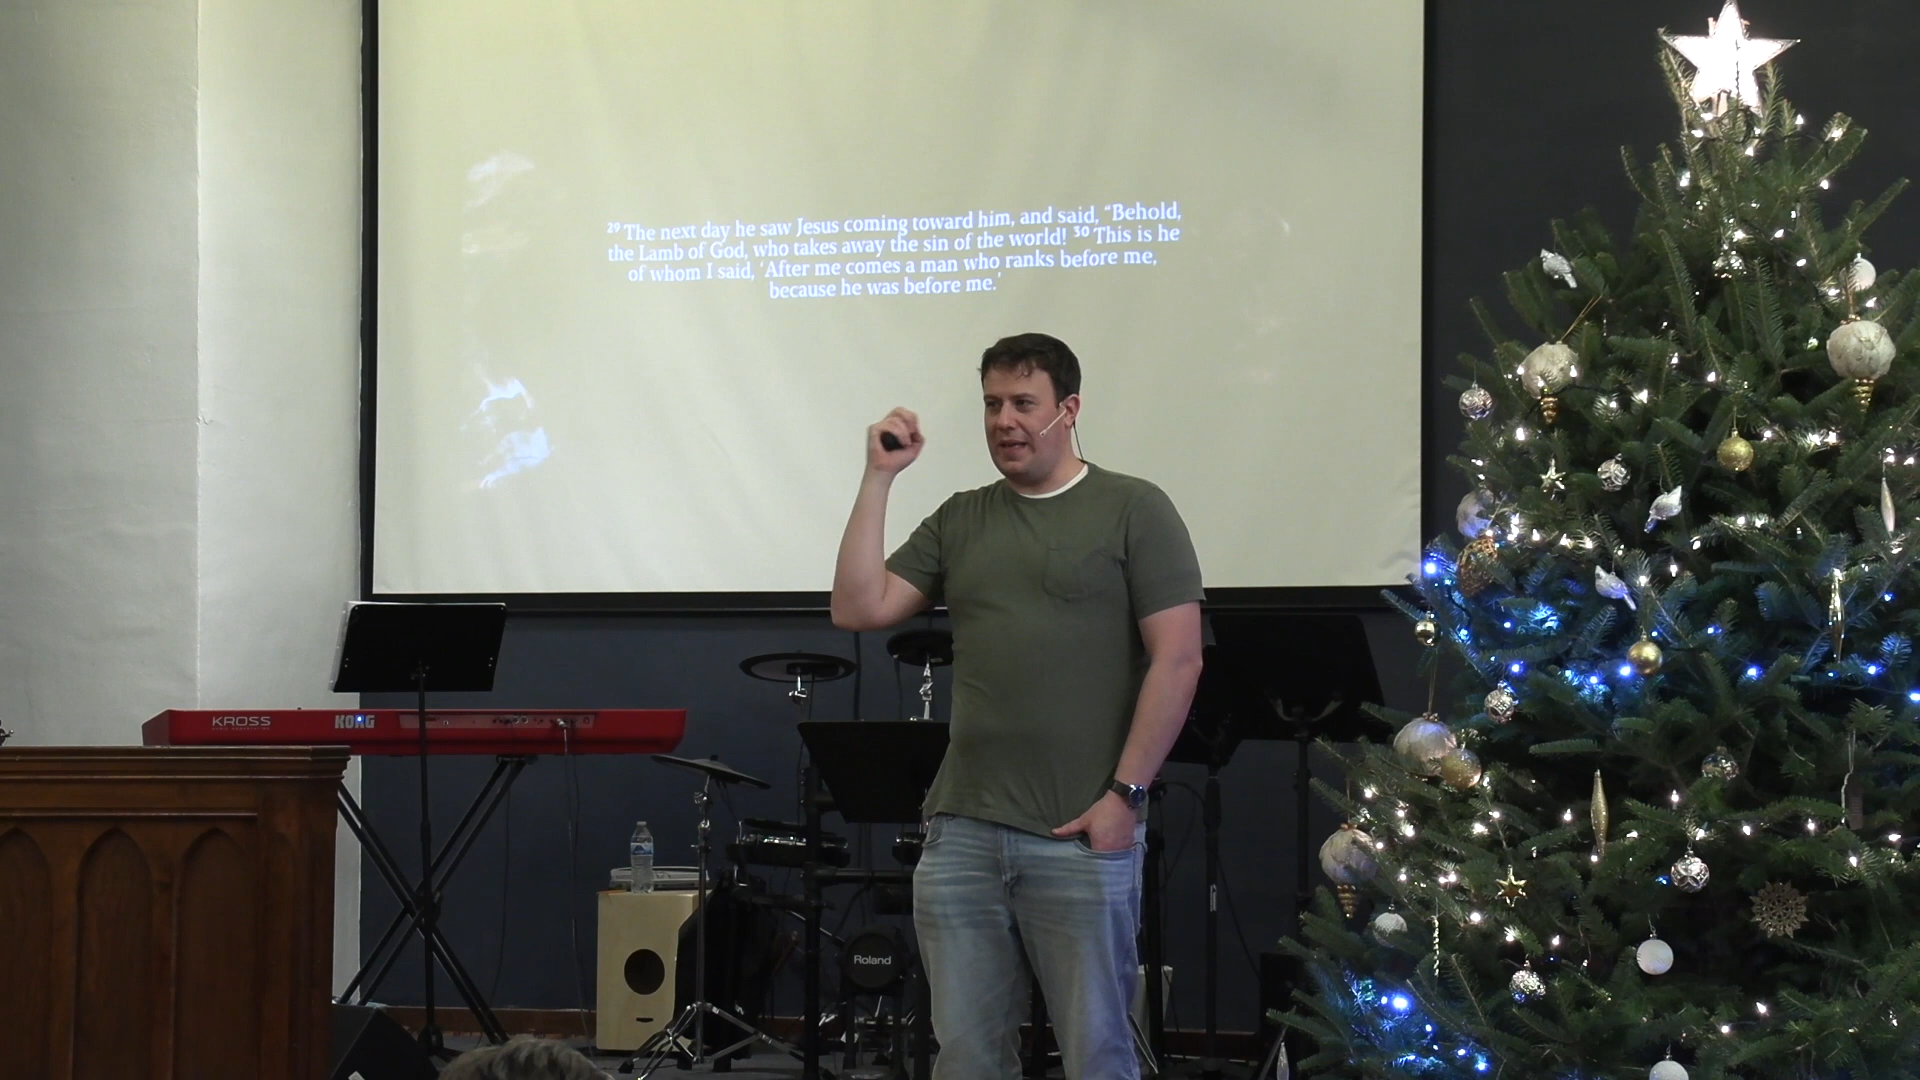 ²⁹ The next day he saw Jesus coming toward him, and said, “Behold,
the Lamb of God, who takes away the sin of the world! ³⁰ This is he
of whom I said, ‘After me comes a man who ranks before me,
because he was before me.’
KROSS
KORG
Roland